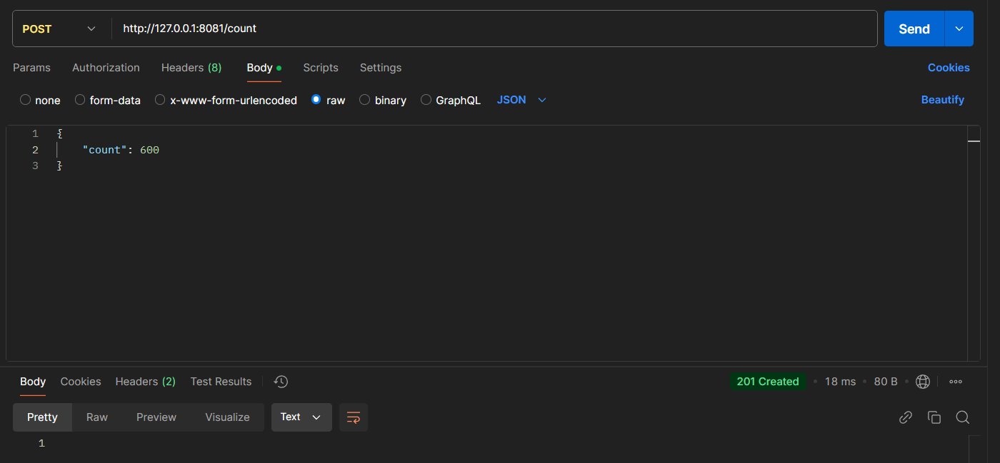 POST http://127.0.0.1:8081/count Send
Params Authorization Headers (8) Body Scripts Settings Cookies
none form-data x-www-form-urlencoded raw binary GraphQL JSON Beautify
1 {
2 "count": 600
3 }
Body Cookies Headers (2) Test Results 201 Created • 18 ms • 80 B •
Pretty Raw Preview Visualize Text
1